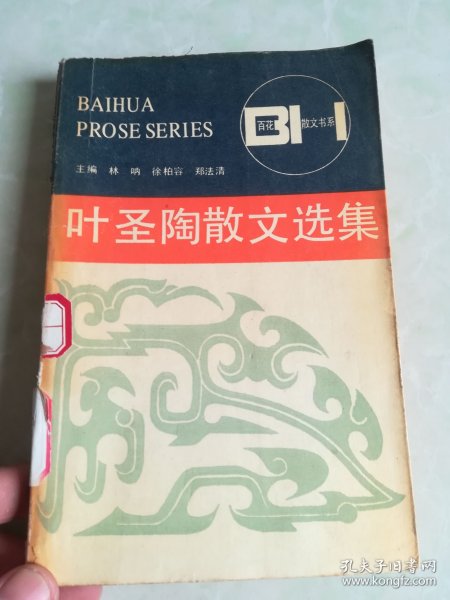 BAIHUA
PROSE SERIES
百花
BH
散文书系
主编 林呐 徐柏容 郑法清
叶圣陶散文选集
孔夫子旧书网
www.kongfz.com